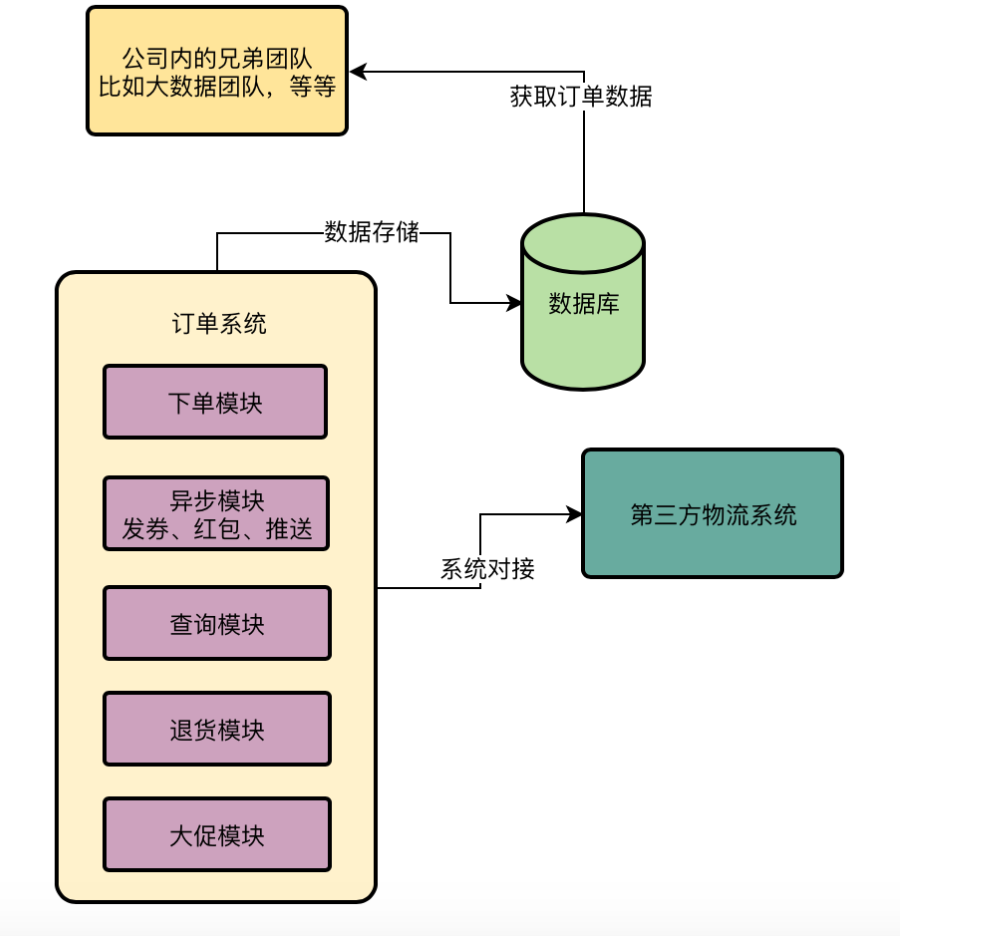 公司内的兄弟团队
比如大数据团队，等等
获取订单数据
数据存储
数据库
订单系统
下单模块
异步模块
发券、红包、推送
第三方物流系统
系统对接
查询模块
退货模块
大促模块